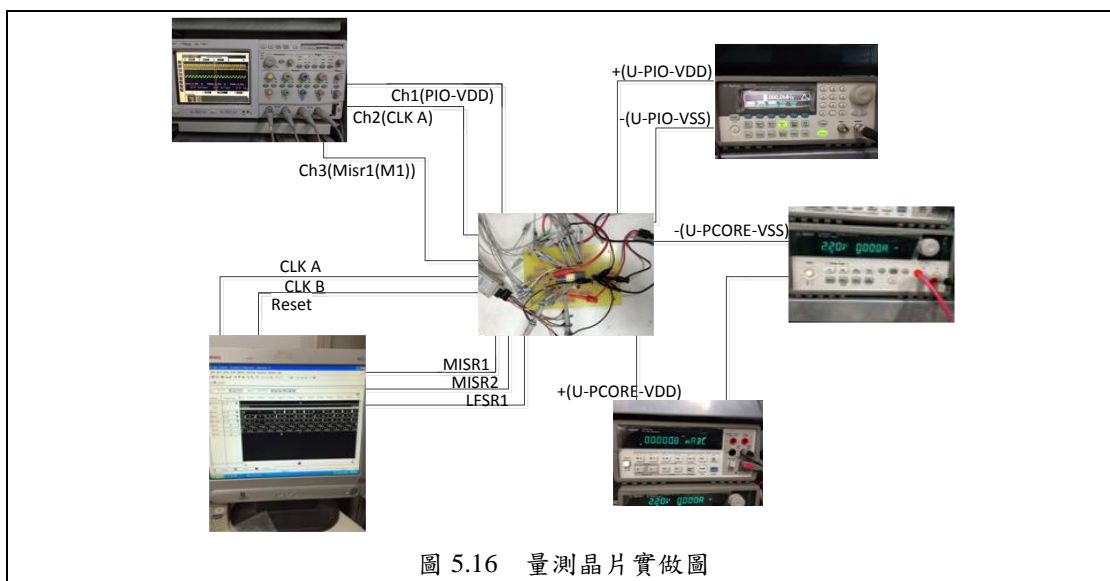 Ch1(PIO-VDD)
Ch2(CLK A)
Ch3(Misr1(M1))
+(U-PIO-VDD)
-(U-PIO-VSS)
-(U-PCORE-VSS)
CLK A
CLK B
Reset
MISR1
MISR2
LFSR1
+(U-PCORE-VDD)
圖 5.16 量測晶片實做圖